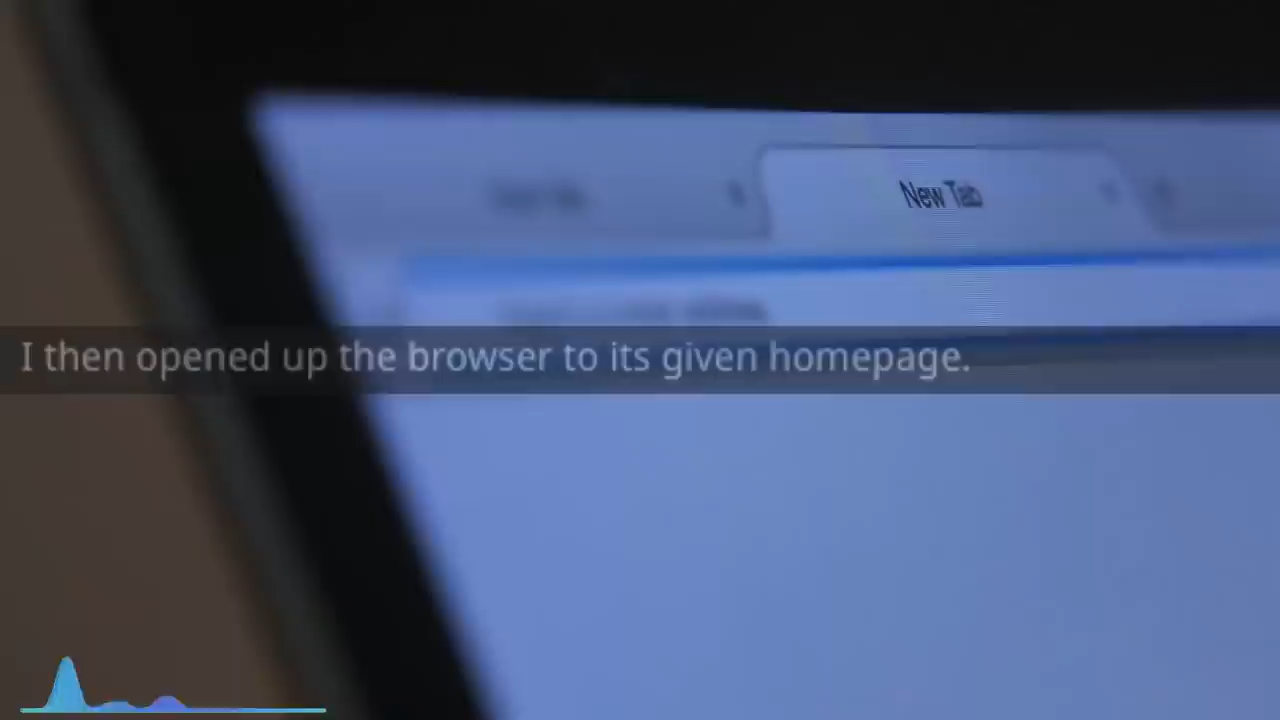 New Tab
I then opened up the browser to its given homepage.